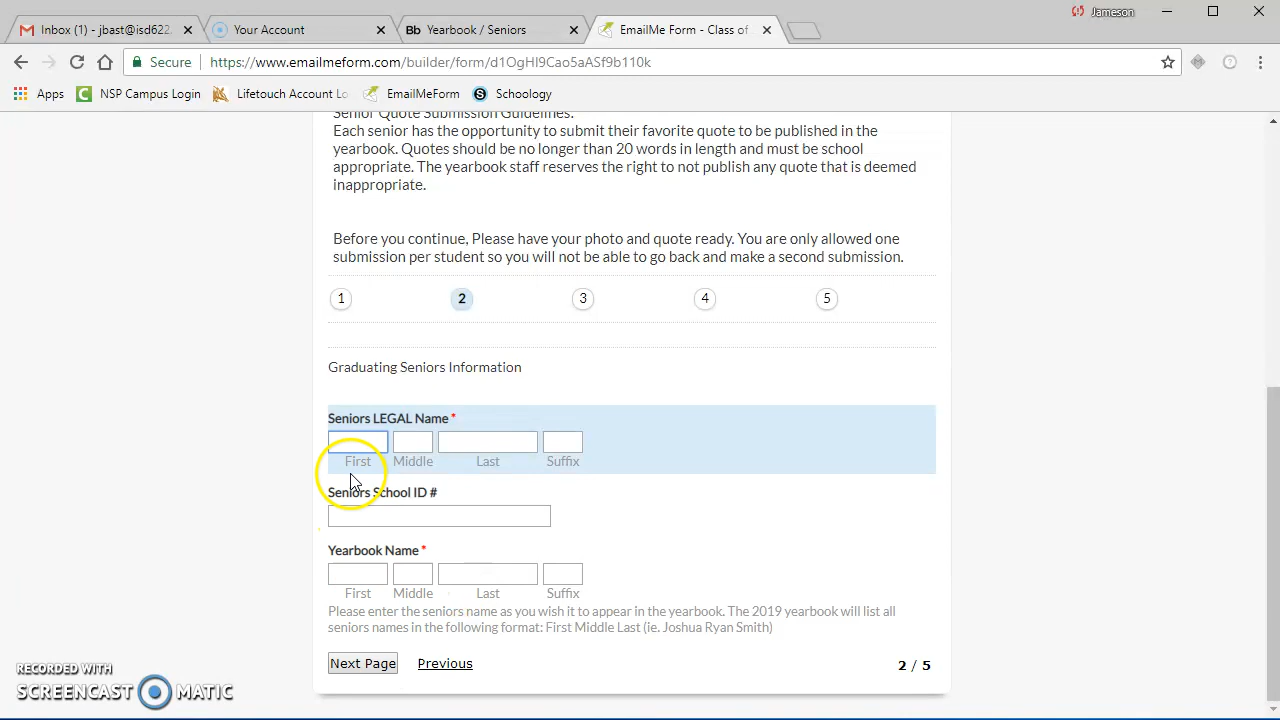 Jameson
Inbox (1) - jbast@isd622.
Your Account
Bb Yearbook / Seniors
EmailMe Form - Class of
Secure
https://www.emailmeform.com/builder/form/d1OgHI9Cao5aASf9b110k
Apps
NSP Campus Login
Lifetouch Account Lo
EmailMeForm
S Schoology
Senior Quote Submission Guidelines:
Each senior has the opportunity to submit their favorite quote to be published in the
yearbook. Quotes should be no longer than 20 words in length and must be school
appropriate. The yearbook staff reserves the right to not publish any quote that is deemed
inappropriate.
Before you continue, Please have your photo and quote ready. You are only allowed one
submission per student so you will not be able to go back and make a second submission.
1 2 3 4 5
Graduating Seniors Information
Seniors LEGAL Name *
First Middle Last Suffix
Seniors School ID #
Yearbook Name *
First Middle Last Suffix
Please enter the seniors name as you wish it to appear in the yearbook. The 2019 yearbook will list all
seniors names in the following format: First Middle Last (ie. Joshua Ryan Smith)
Next Page Previous 2 / 5
RECORDED WITH
SCREENCAST MATIC